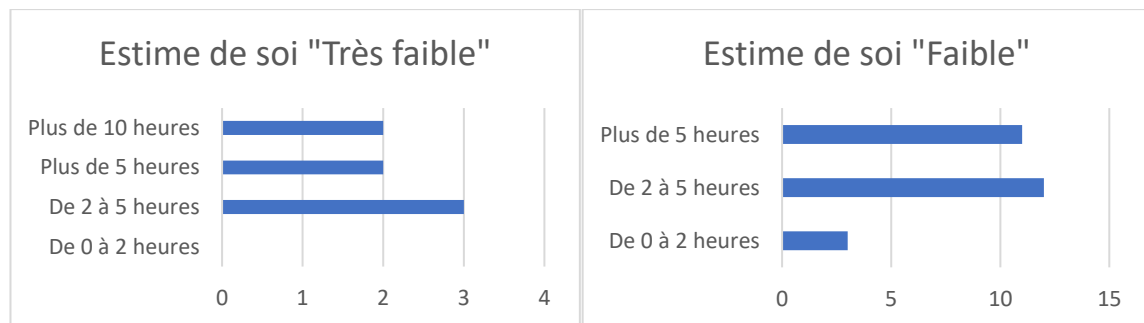 Estime de soi "Très faible"
Plus de 10 heures
Plus de 5 heures
De 2 à 5 heures
De 0 à 2 heures
0 1 2 3 4
Estime de soi "Faible"
Plus de 5 heures
De 2 à 5 heures
De 0 à 2 heures
0 5 10 15